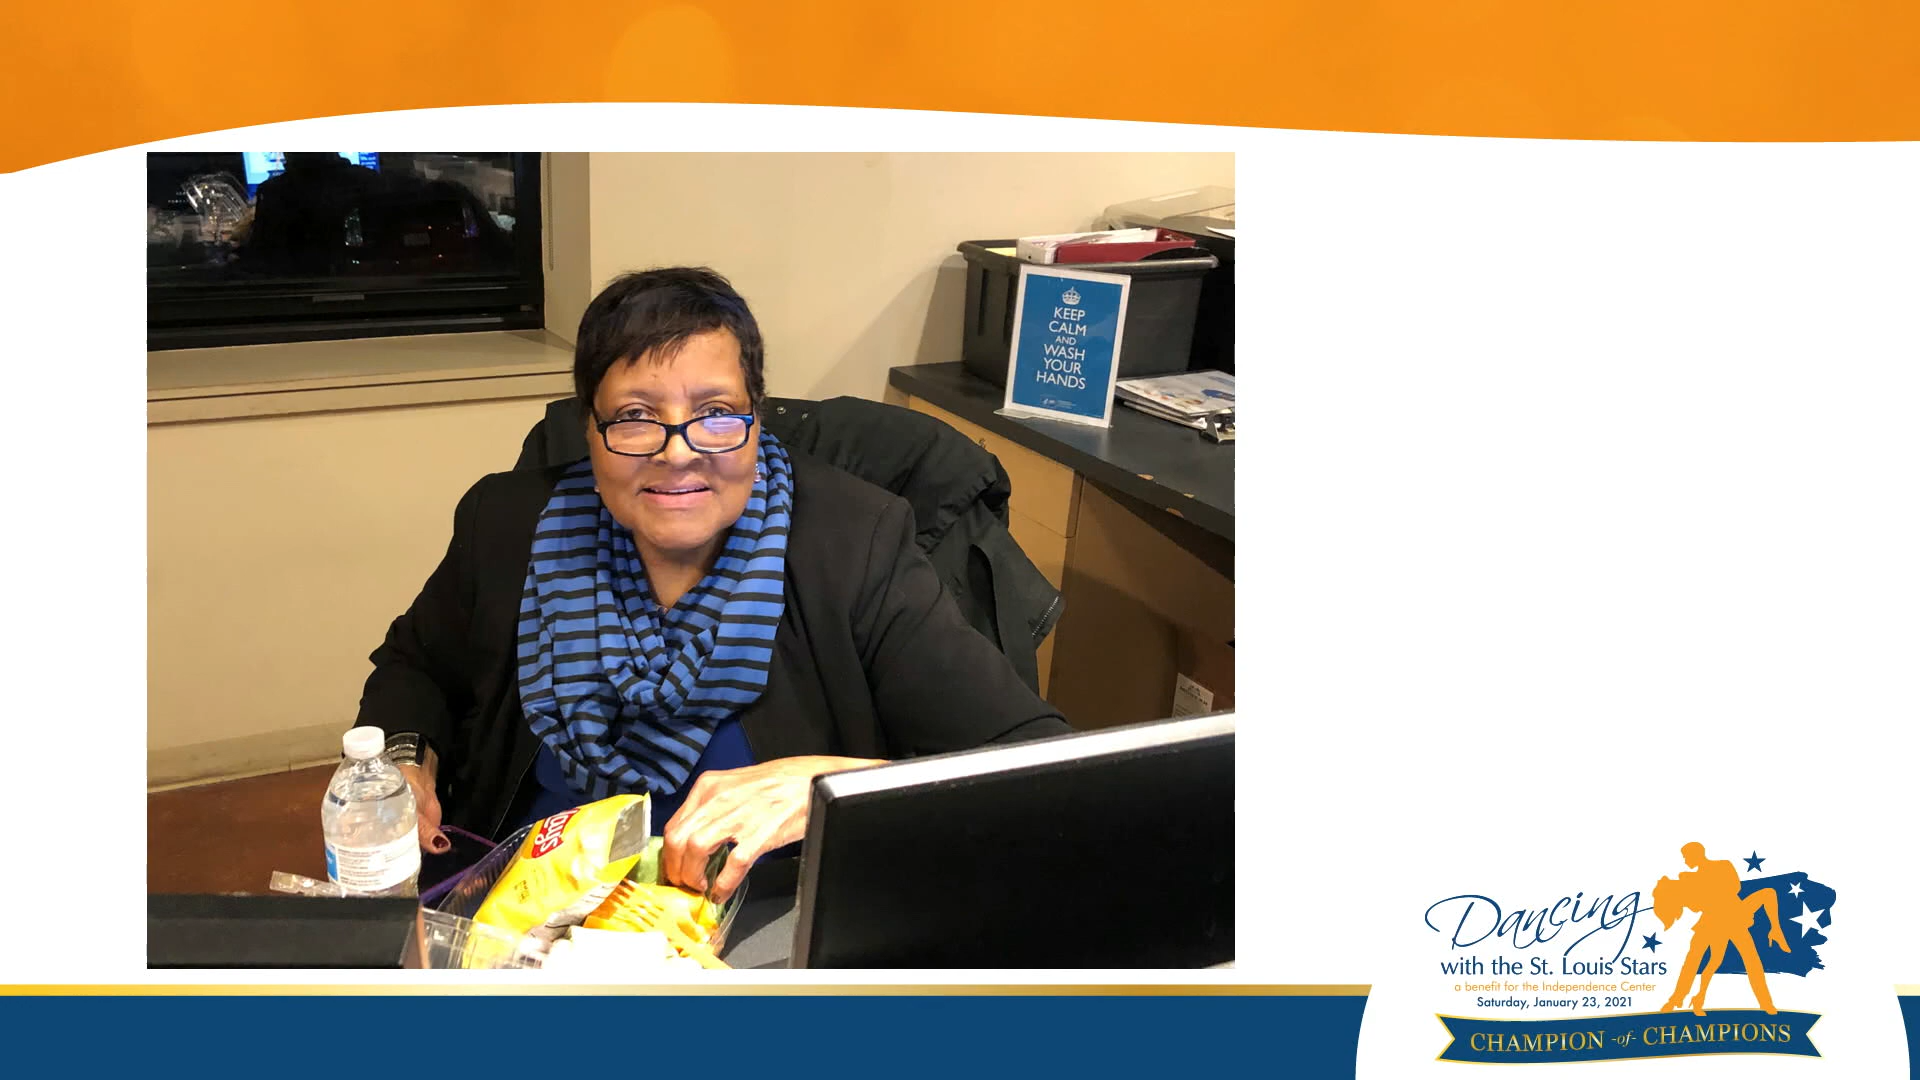 KEEP
CALM
AND
WASH
YOUR
HANDS
Lay's
Dancing
with the St. Louis Stars
a benefit for the Independence Center
Saturday, January 23, 2021
CHAMPION -of- CHAMPIONS